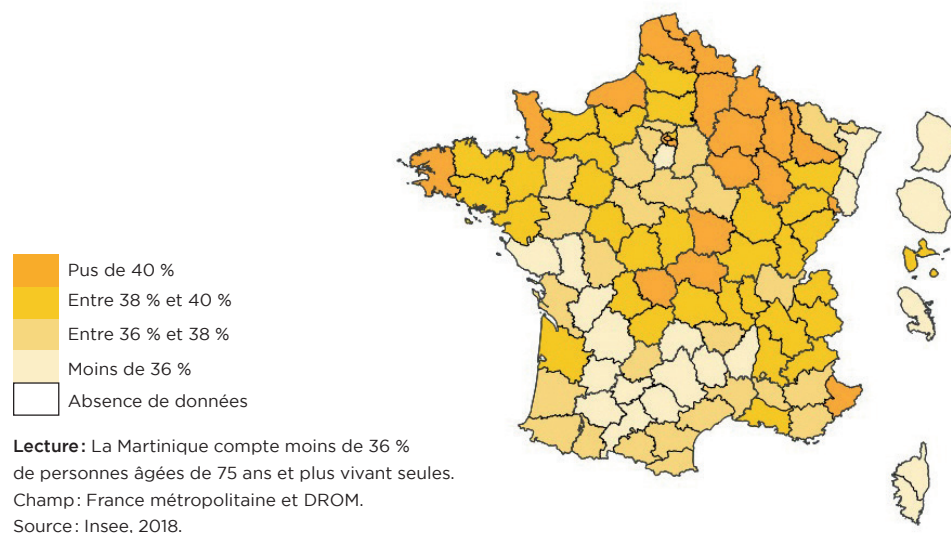 Pus de 40 %
Entre 38 % et 40 %
Entre 36 % et 38 %
Moins de 36 %
Absence de données
Lecture : La Martinique compte moins de 36 %
de personnes âgées de 75 ans et plus vivant seules.
Champ : France métropolitaine et DROM.
Source : Insee, 2018.